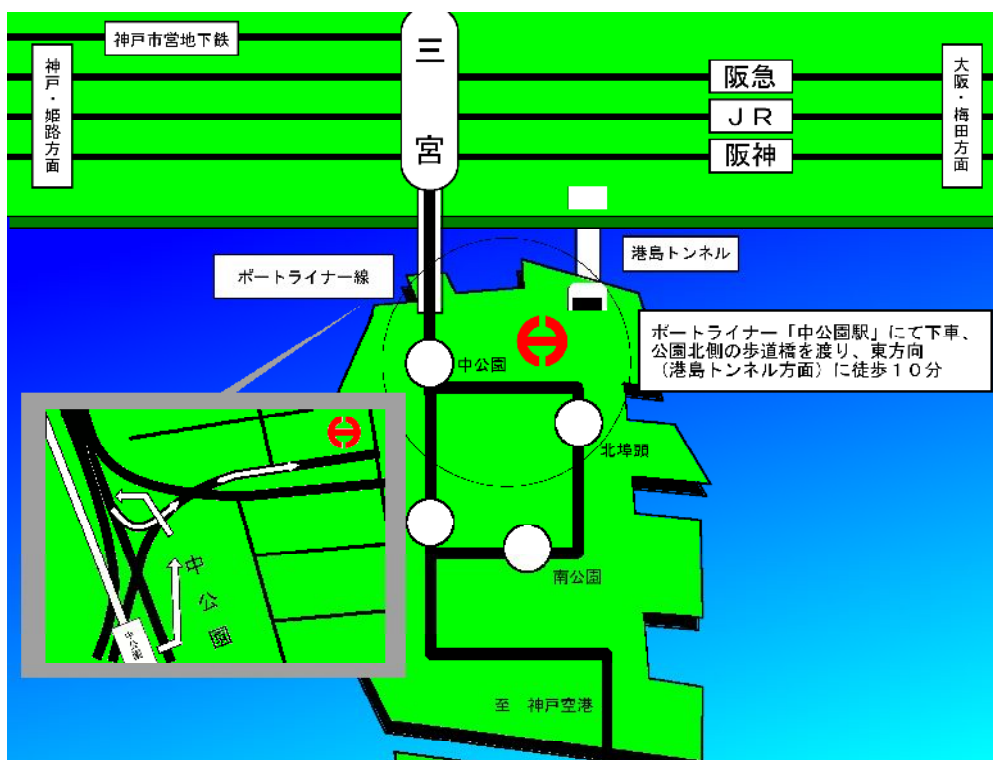 神戸市営地下鉄
三宮
阪急
JR
阪神
神戸・姫路方面
大阪・梅田方面
港島トンネル
ポートライナー線
ポートライナー「中公園駅」にて下車、
公園北側の歩道橋を渡り、東方向
（港島トンネル方面）に徒歩１０分
中公園
北埠頭
南公園
中公園
至　神戸空港